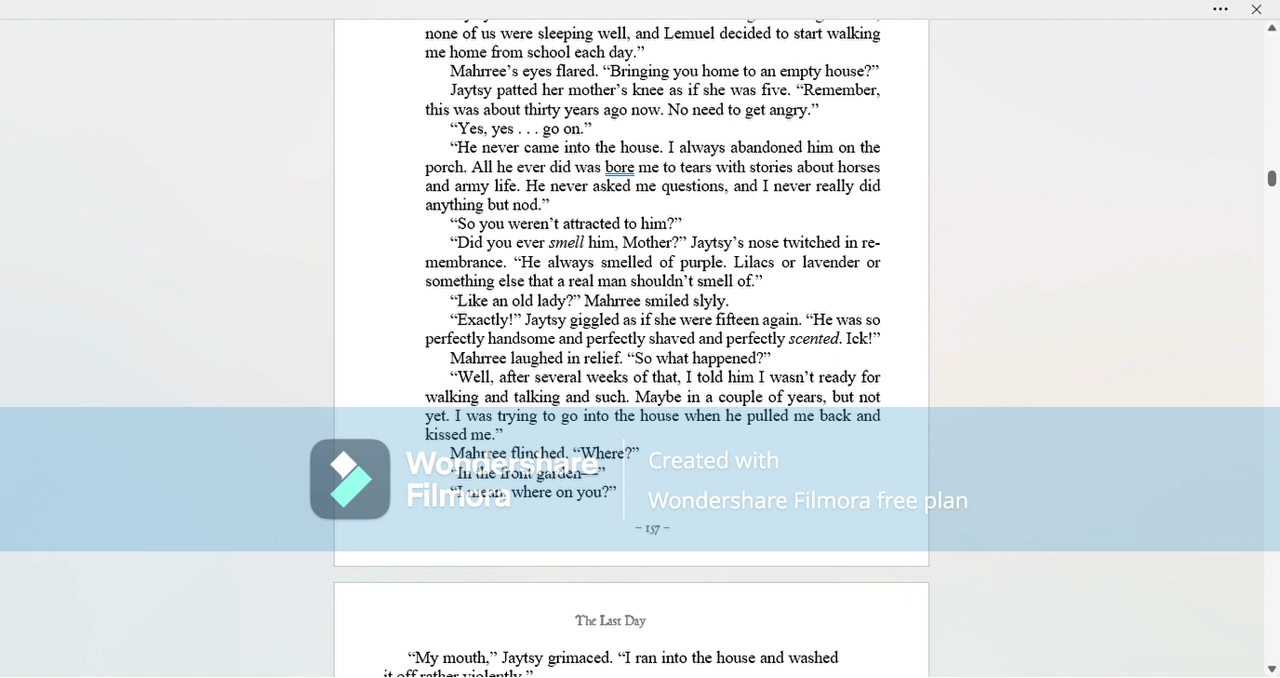 none of us were sleeping well, and Lemuel decided to start walking
me home from school each day.”
Mahrree’s eyes flared. “Bringing you home to an empty house?”
Jaytsy patted her mother’s knee as if she was five. “Remember,
this was about thirty years ago now. No need to get angry.”
“Yes, yes . . . go on.”
“He never came into the house. I always abandoned him on the
porch. All he ever did was bore me to tears with stories about horses
and army life. He never asked me questions, and I never really did
anything but nod.”
“So you weren’t attracted to him?”
“Did you ever smell him, Mother?” Jaytsy’s nose twitched in re-
membrance. “He always smelled of purple. Lilacs or lavender or
something else that a real man shouldn’t smell of.”
“Like an old lady?” Mahrree smiled slyly.
“Exactly!” Jaytsy giggled as if she were fifteen again. “He was so
perfectly handsome and perfectly shaved and perfectly scented. Ick!”
Mahrree laughed in relief. “So what happened?”
“Well, after several weeks of that, I told him I wasn’t ready for
walking and talking and such. Maybe in a couple of years, but not
yet. I was trying to go into the house when he pulled me back and
kissed me.”
Mahrree flinched. “Where?”
“In the front garden—”
“I mean, where on you?”
Wondershare
Filmora
Created with
Wondershare Filmora free plan
– 157 –
The Last Day
“My mouth,” Jaytsy grimaced. “I ran into the house and washed
it off rather violently.”